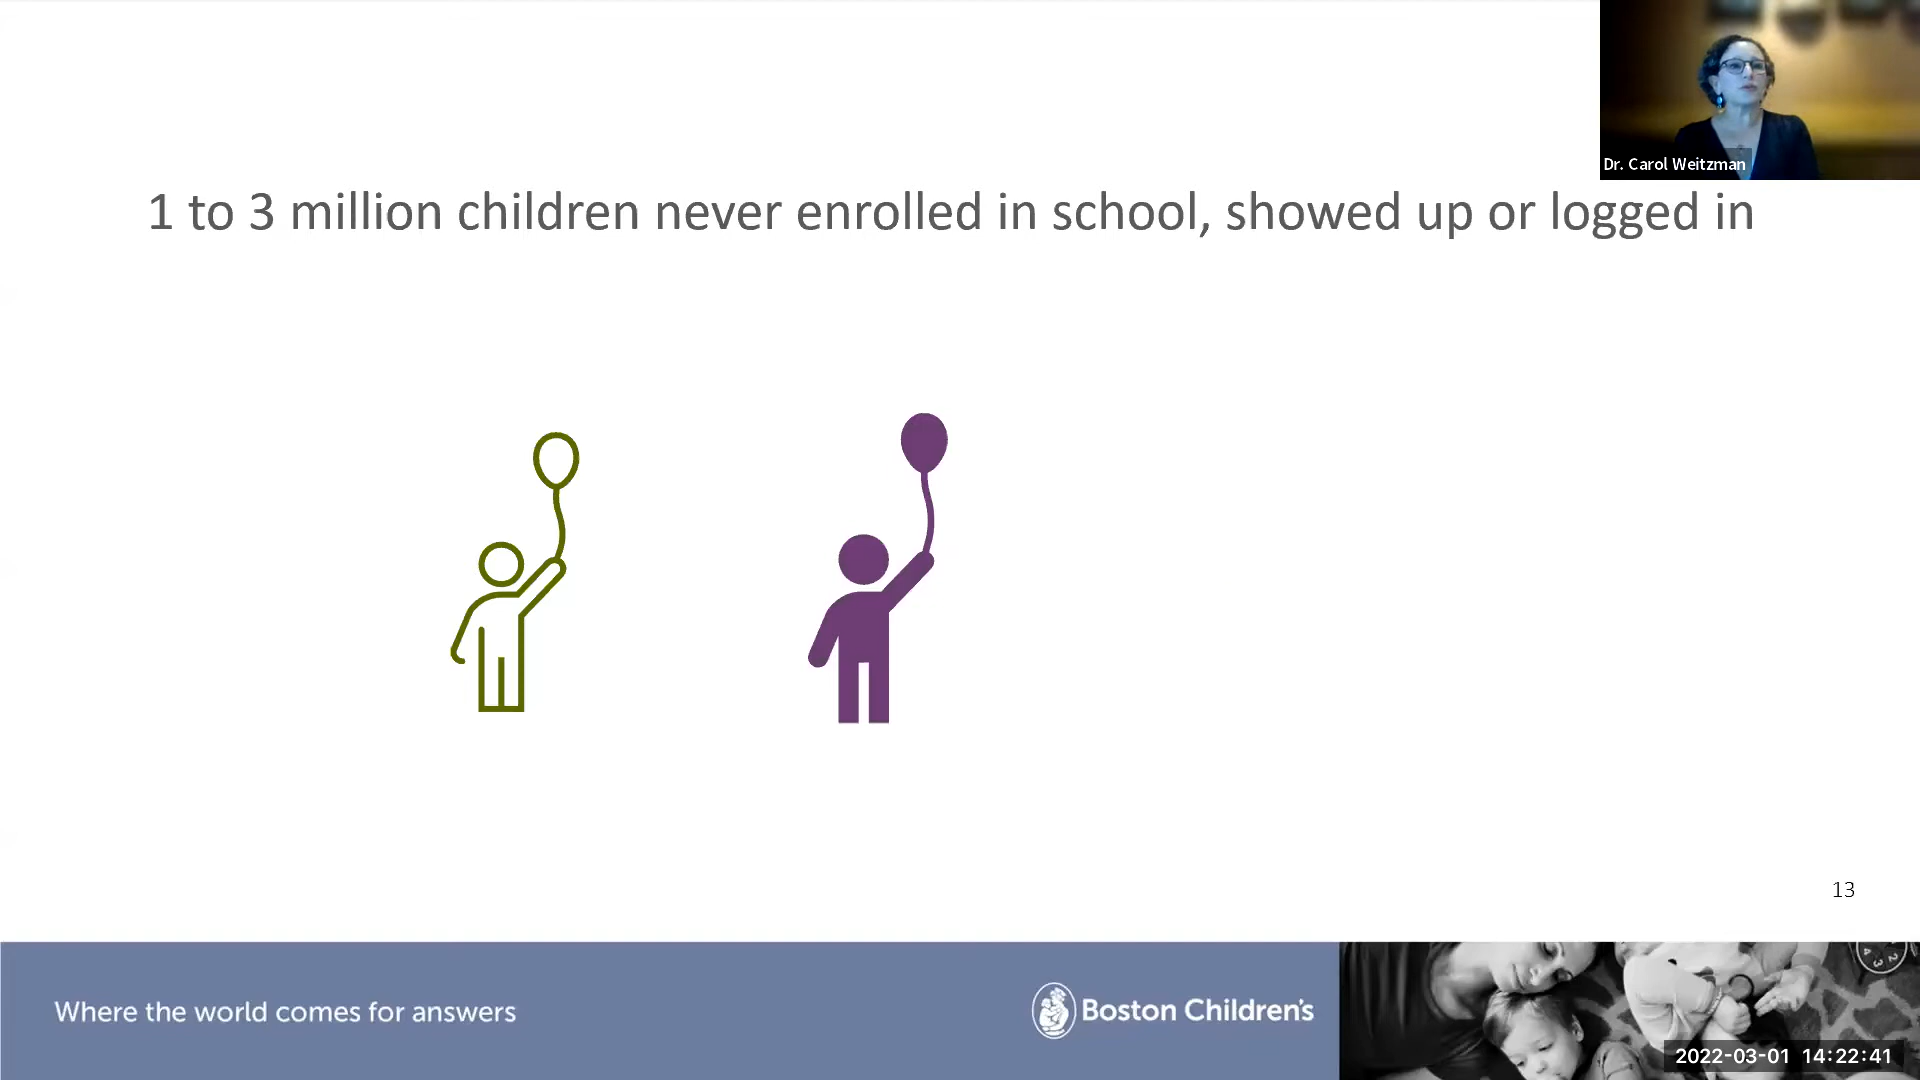 Dr. Carol Weitzman
1 to 3 million children never enrolled in school, showed up or logged in
13
Where the world comes for answers
Boston Children's
2022-03-01 14:22:41